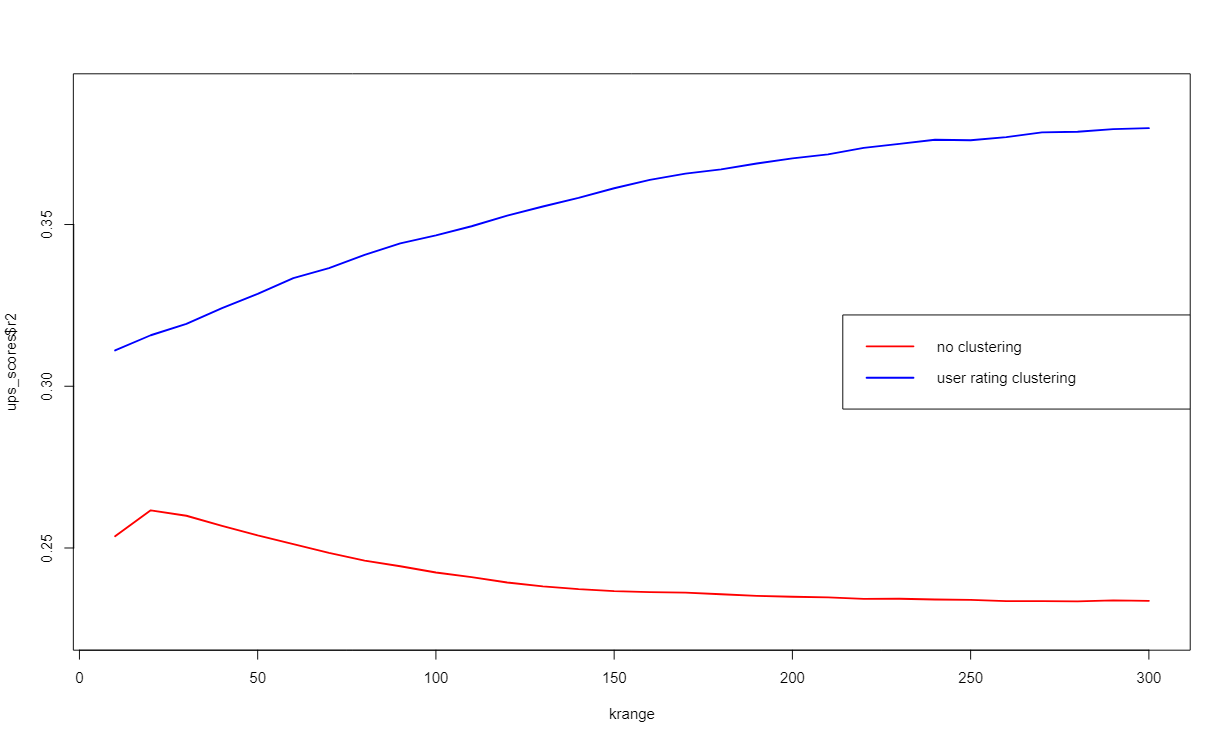 ups_scores$r2
0.35
0.30
0.25
no clustering
user rating clustering
0 50 100 150 200 250 300
krange